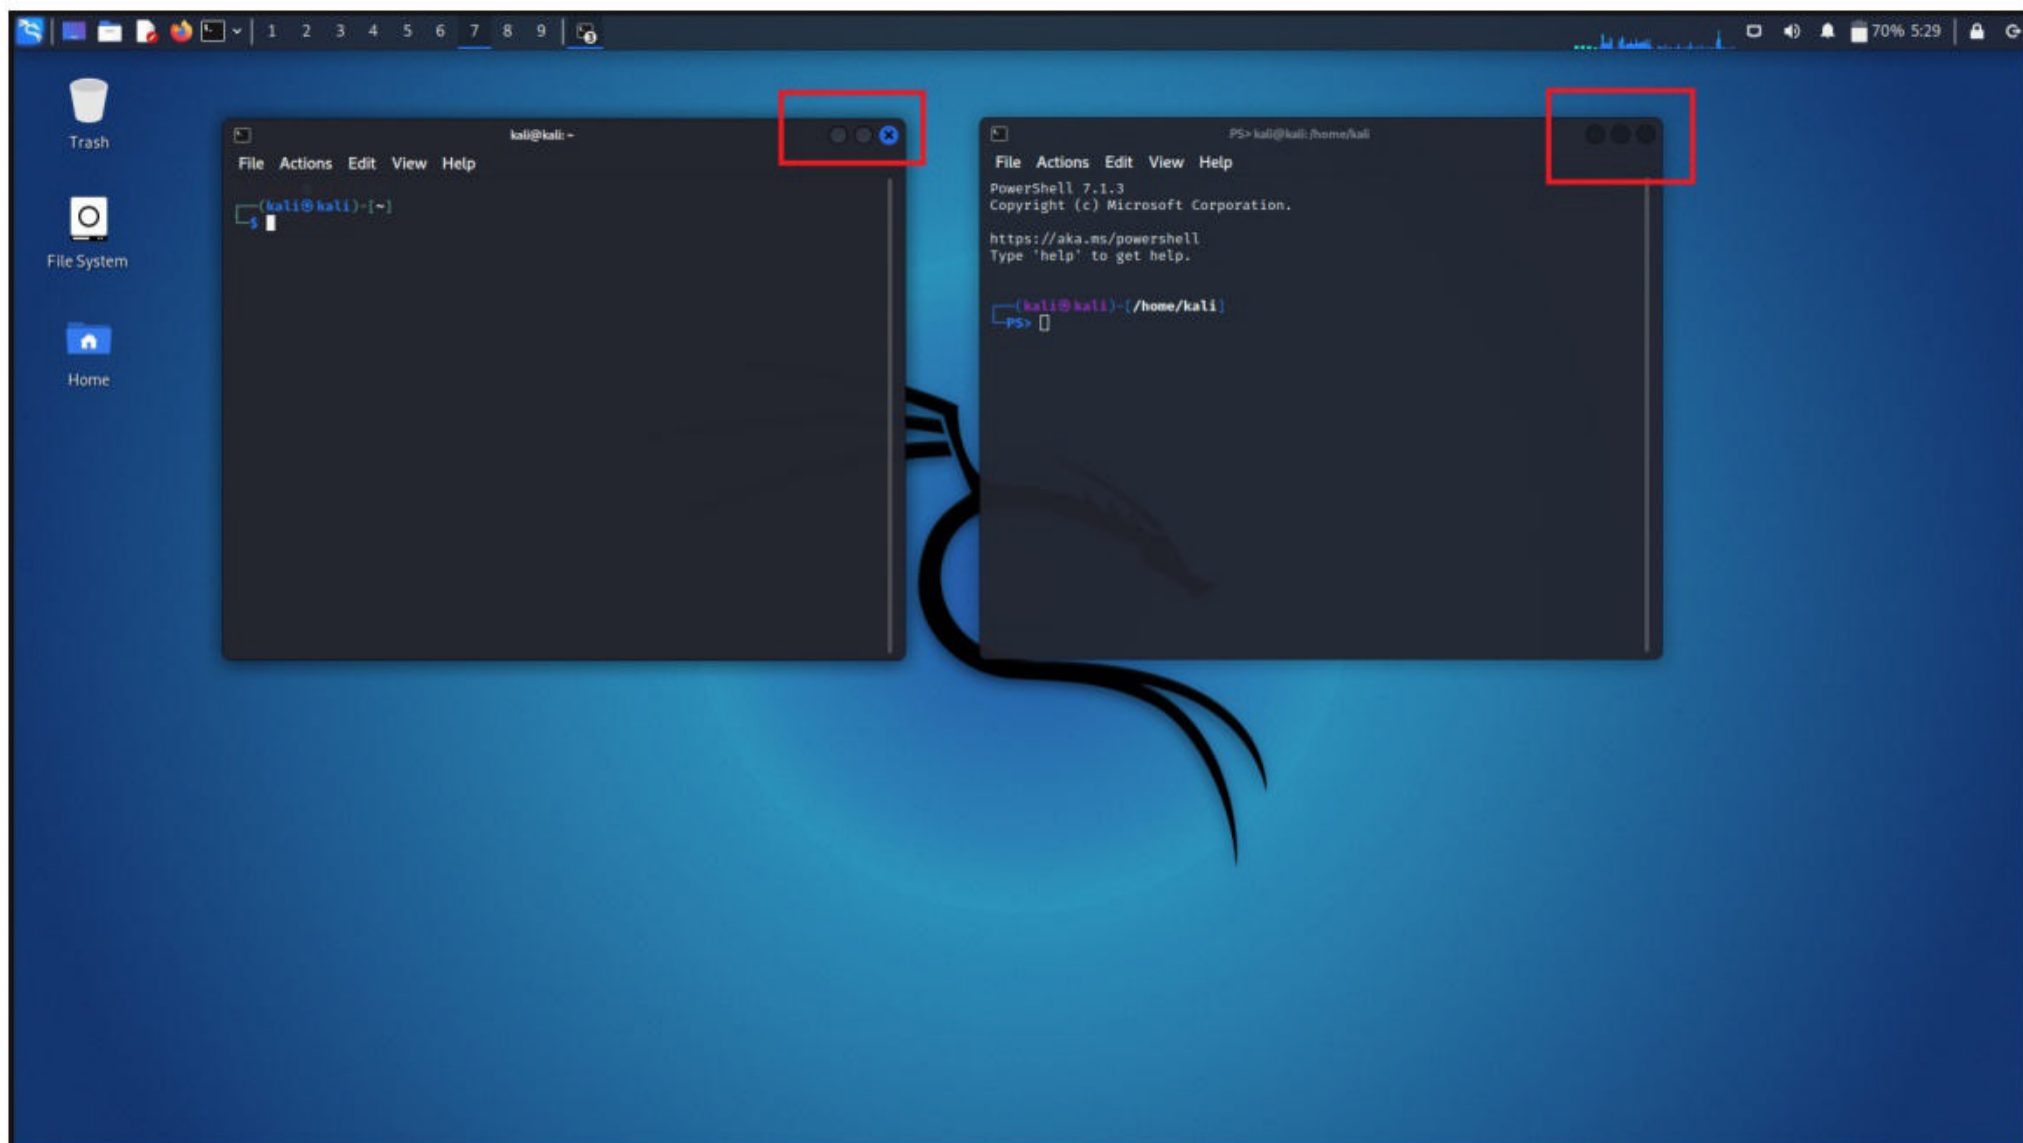 1 2 3 4 5 6 7 8 9 3 70% 5:29
Trash
File System
Home
kali@kali: ~
File Actions Edit View Help
┌──(kali㉿kali)-[~]
└─$
PS> kali@kali: /home/kali
File Actions Edit View Help
PowerShell 7.1.3
Copyright (c) Microsoft Corporation.
https://aka.ms/powershell
Type 'help' to get help.
┌──(kali㉿kali)-[/home/kali]
└─PS>